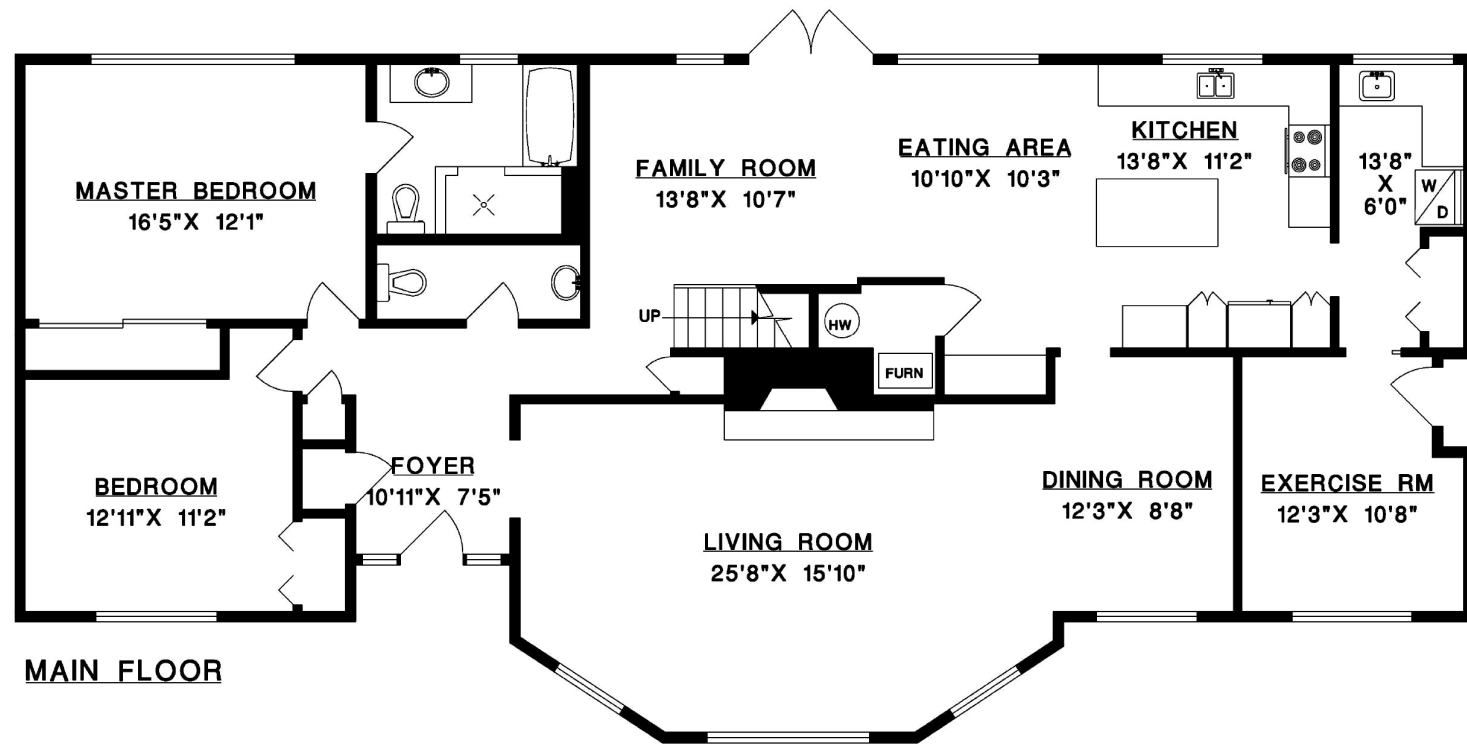 MASTER BEDROOM
16'5"X 12'1"
FAMILY ROOM
13'8"X 10'7"
EATING AREA
10'10"X 10'3"
KITCHEN
13'8"X 11'2"
13'8"
X
6'0"
W
D
UP
HW
FURN
BEDROOM
12'11"X 11'2"
FOYER
10'11"X 7'5"
LIVING ROOM
25'8"X 15'10"
DINING ROOM
12'3"X 8'8"
EXERCISE RM
12'3"X 10'8"
MAIN FLOOR